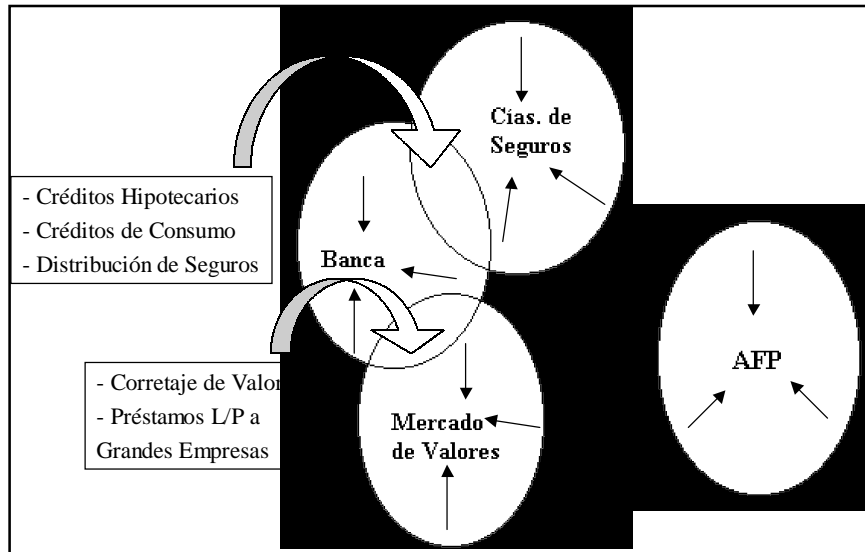 Cías. de
Seguros
- Créditos Hipotecarios
- Créditos de Consumo
- Distribución de Seguros
Banca
AFP
- Corretaje de Valor
- Préstamos L/P a
Grandes Empresas
Mercado
de Valores